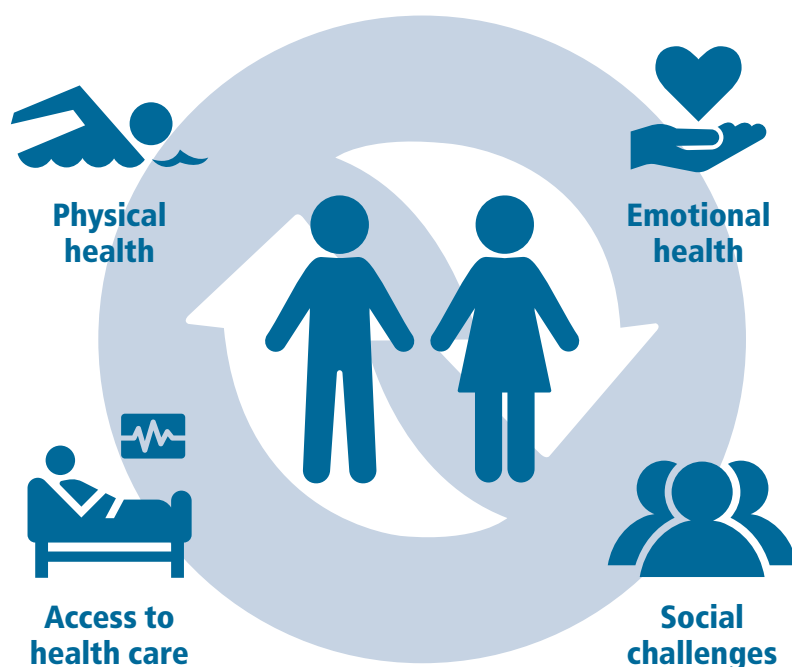 Physical
health
Emotional
health
Access to
health care
Social
challenges